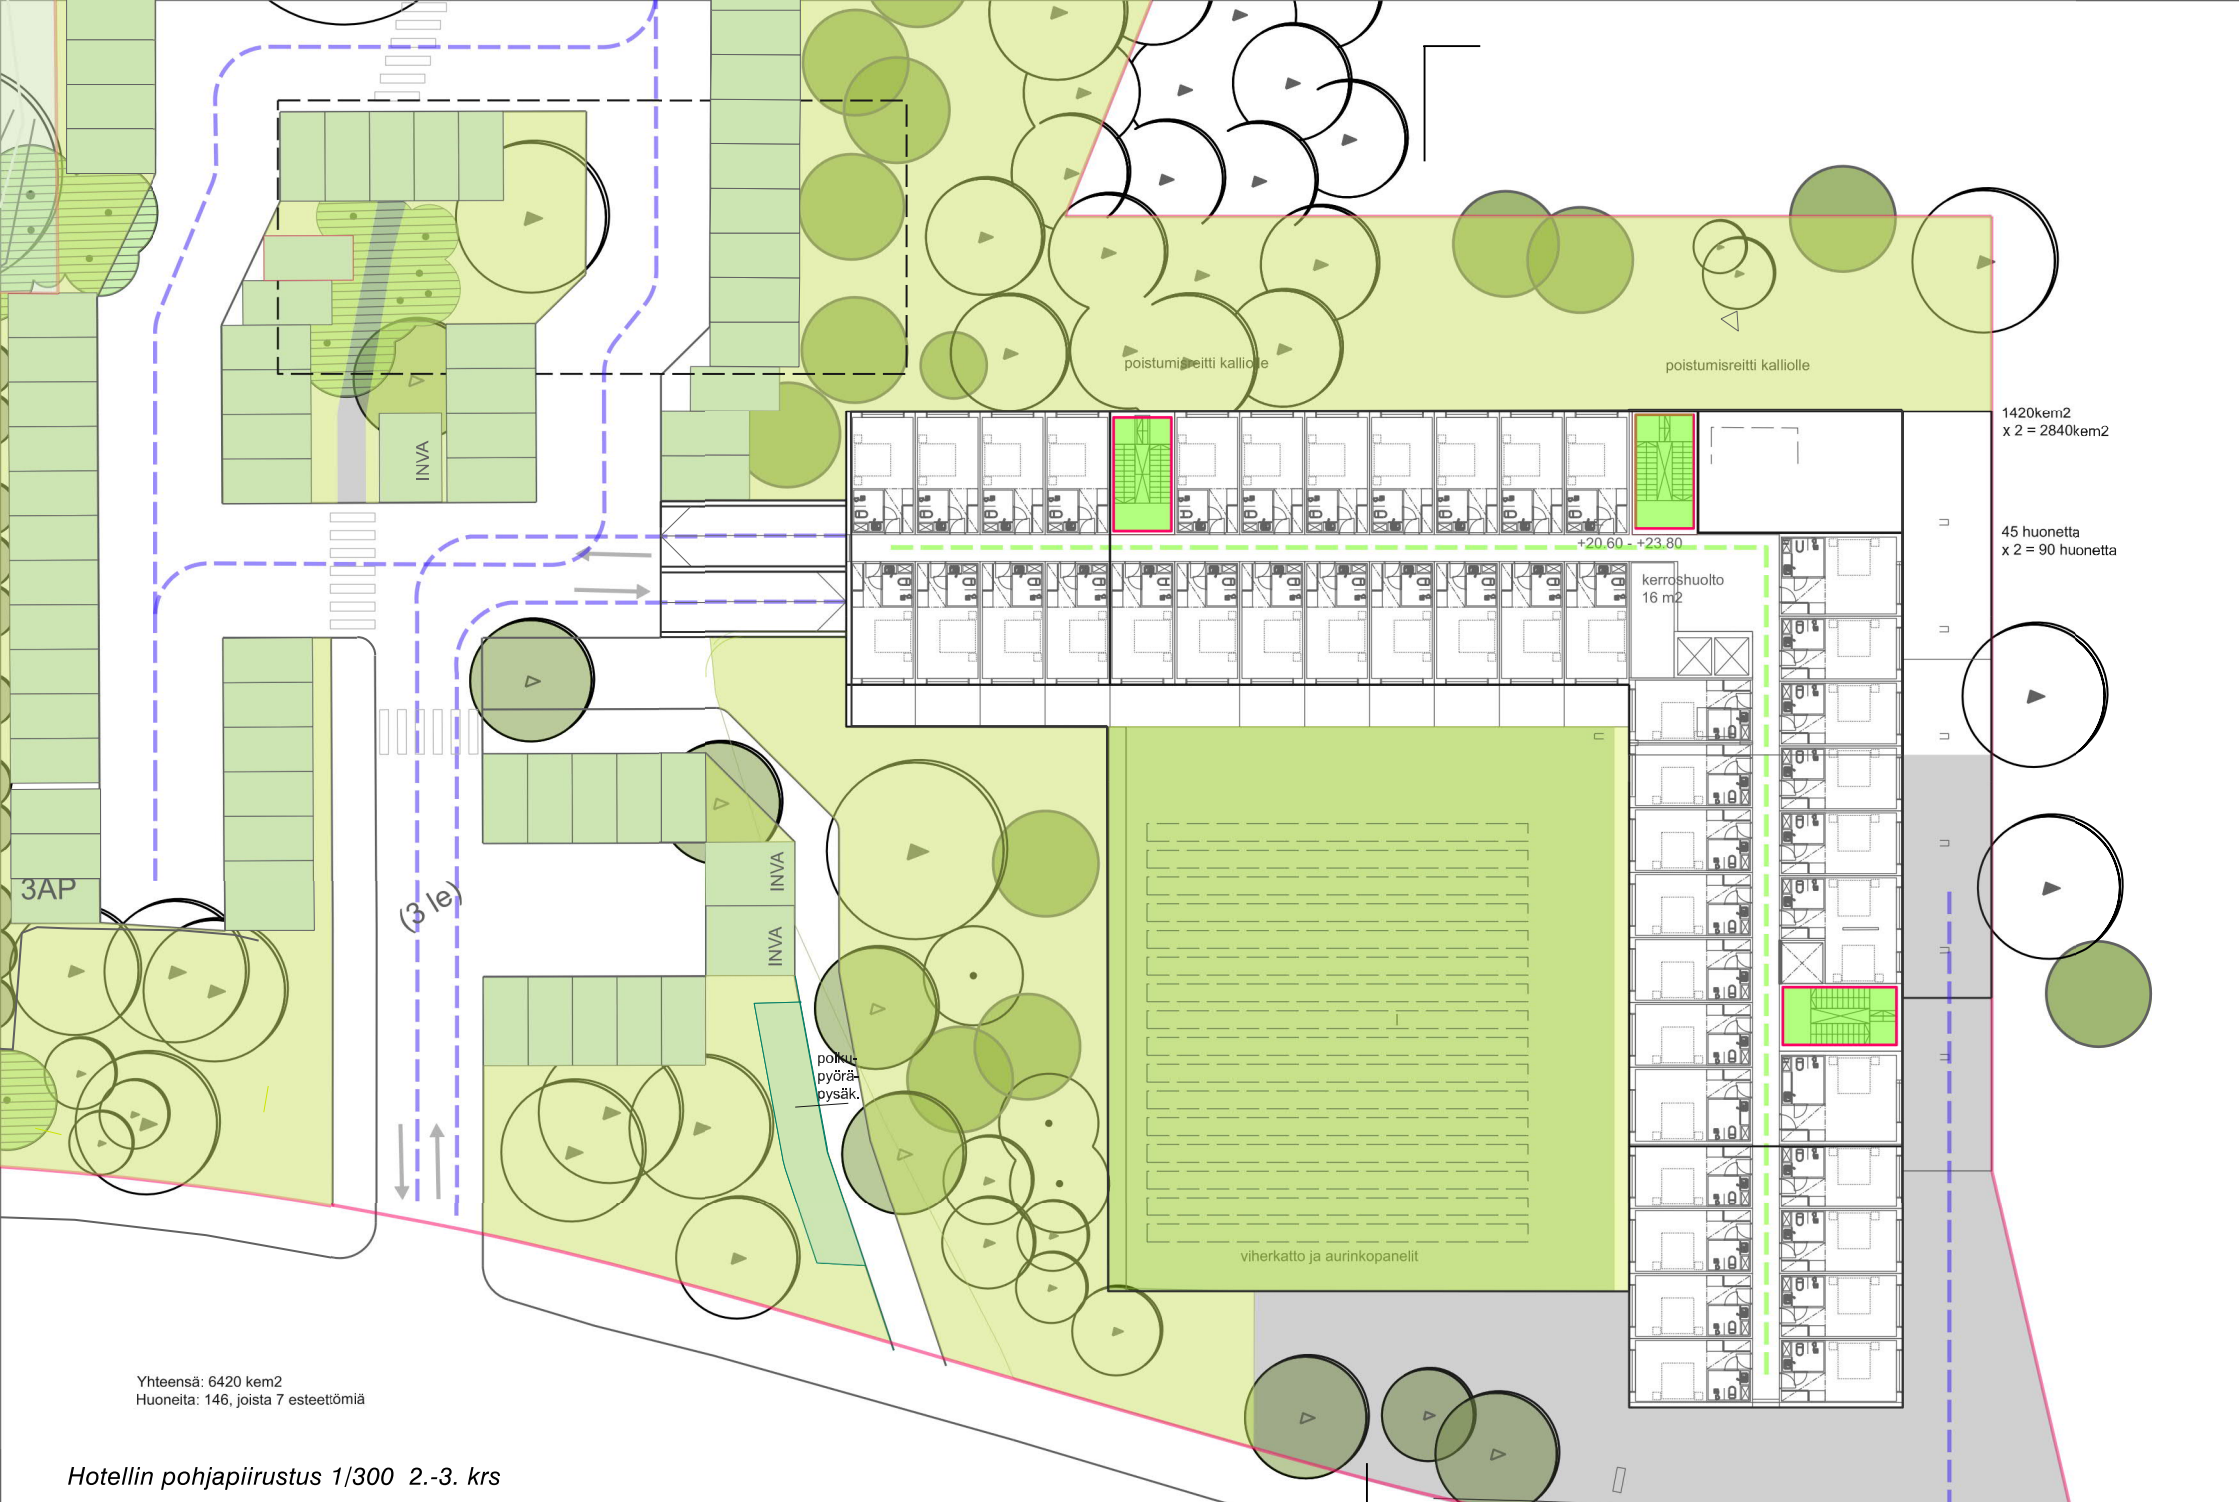 poistumisreitti kalliolle
poistumisreitti kalliolle
1420kem2
x 2 = 2840kem2
INVA
45 huonetta
x 2 = 90 huonetta
+20.60 - +23.80
kerroshuolto
16 m2
3AP
(3 le)
INVA
INVA
polku-
pyörä-
pysäk.
viherkatto ja aurinkopanelit
Yhteensä: 6420 kem2
Huoneita: 146, joista 7 esteettömiä
Hotellin pohjapiirustus 1/300 2.-3. krs